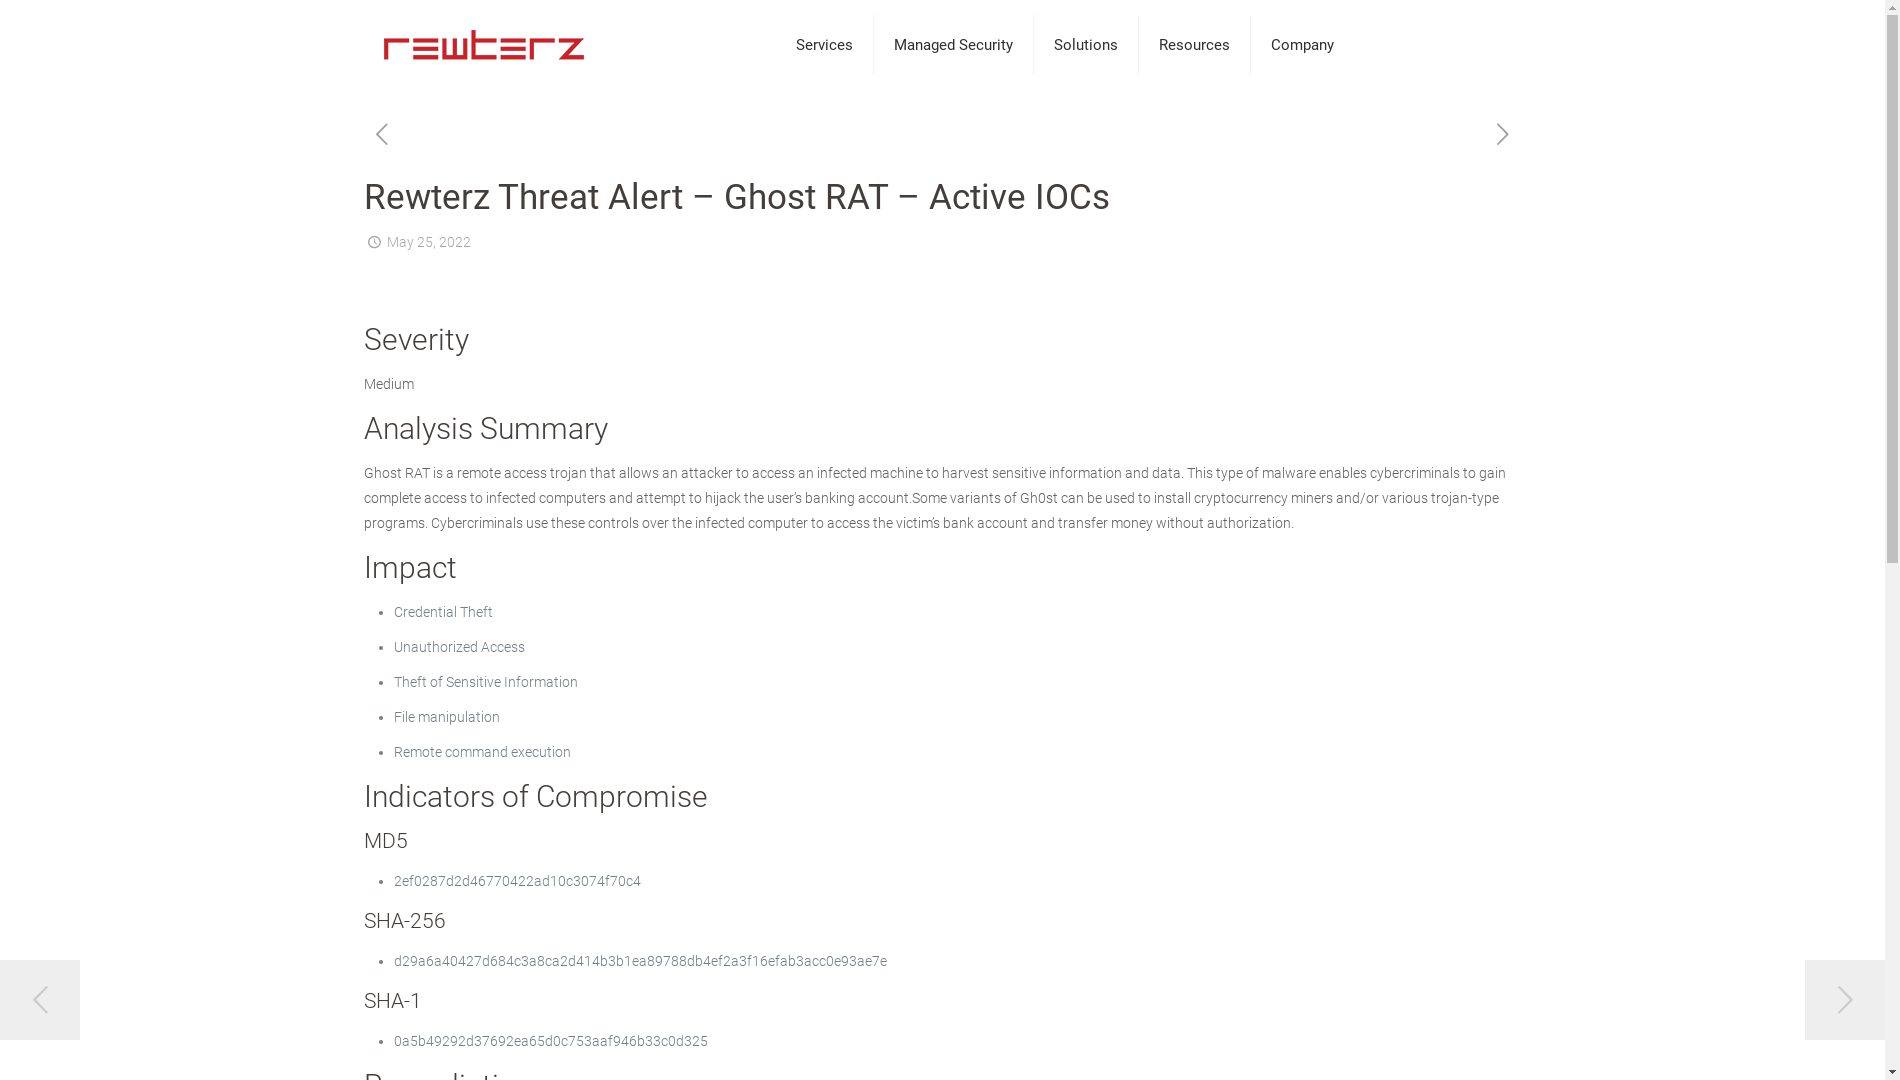 rewterz
Services
Managed Security
Solutions
Resources
Company
Rewterz Threat Alert – Ghost RAT – Active IOCs
May 25, 2022
Severity
Medium
Analysis Summary
Ghost RAT is a remote access trojan that allows an attacker to access an infected machine to harvest sensitive information and data. This type of malware enables cybercriminals to gain
complete access to infected computers and attempt to hijack the user’s banking account.Some variants of Gh0st can be used to install cryptocurrency miners and/or various trojan-type
programs. Cybercriminals use these controls over the infected computer to access the victim’s bank account and transfer money without authorization.
Impact
• Credential Theft
• Unauthorized Access
• Theft of Sensitive Information
• File manipulation
• Remote command execution
Indicators of Compromise
MD5
• 2ef0287d2d46770422ad10c3074f70c4
SHA-256
• d29a6a40427d684c3a8ca2d414b3b1ea89788db4ef2a3f16efab3acc0e93ae7e
SHA-1
• 0a5b49292d37692ea65d0c753aaf946b33c0d325